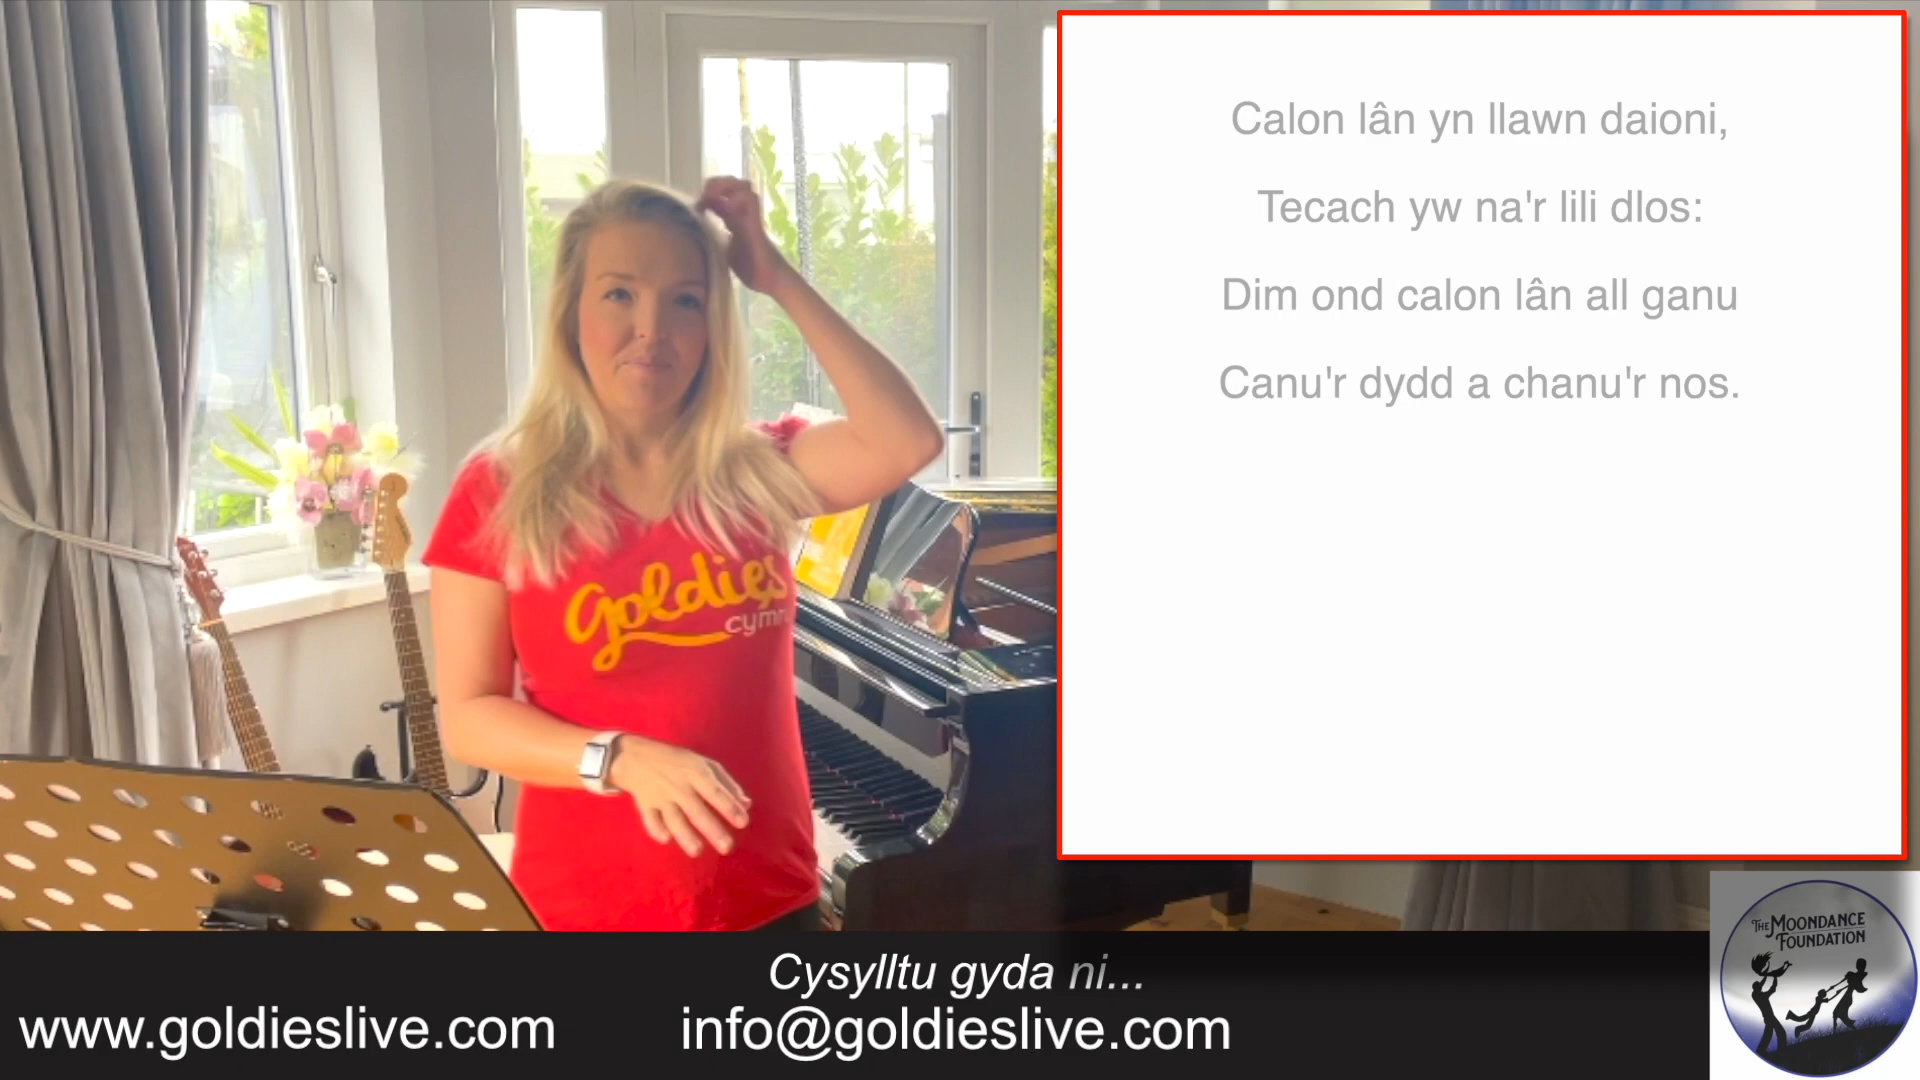 Calon lân yn llawn daioni,
Tecach yw na'r lili dlos:
Dim ond calon lân all ganu
Canu'r dydd a chanu'r nos.
Goldies
cymru
THE MOONDANCE
FOUNDATION
Cysylltu gyda ni...
www.goldieslive.com
info@goldieslive.com